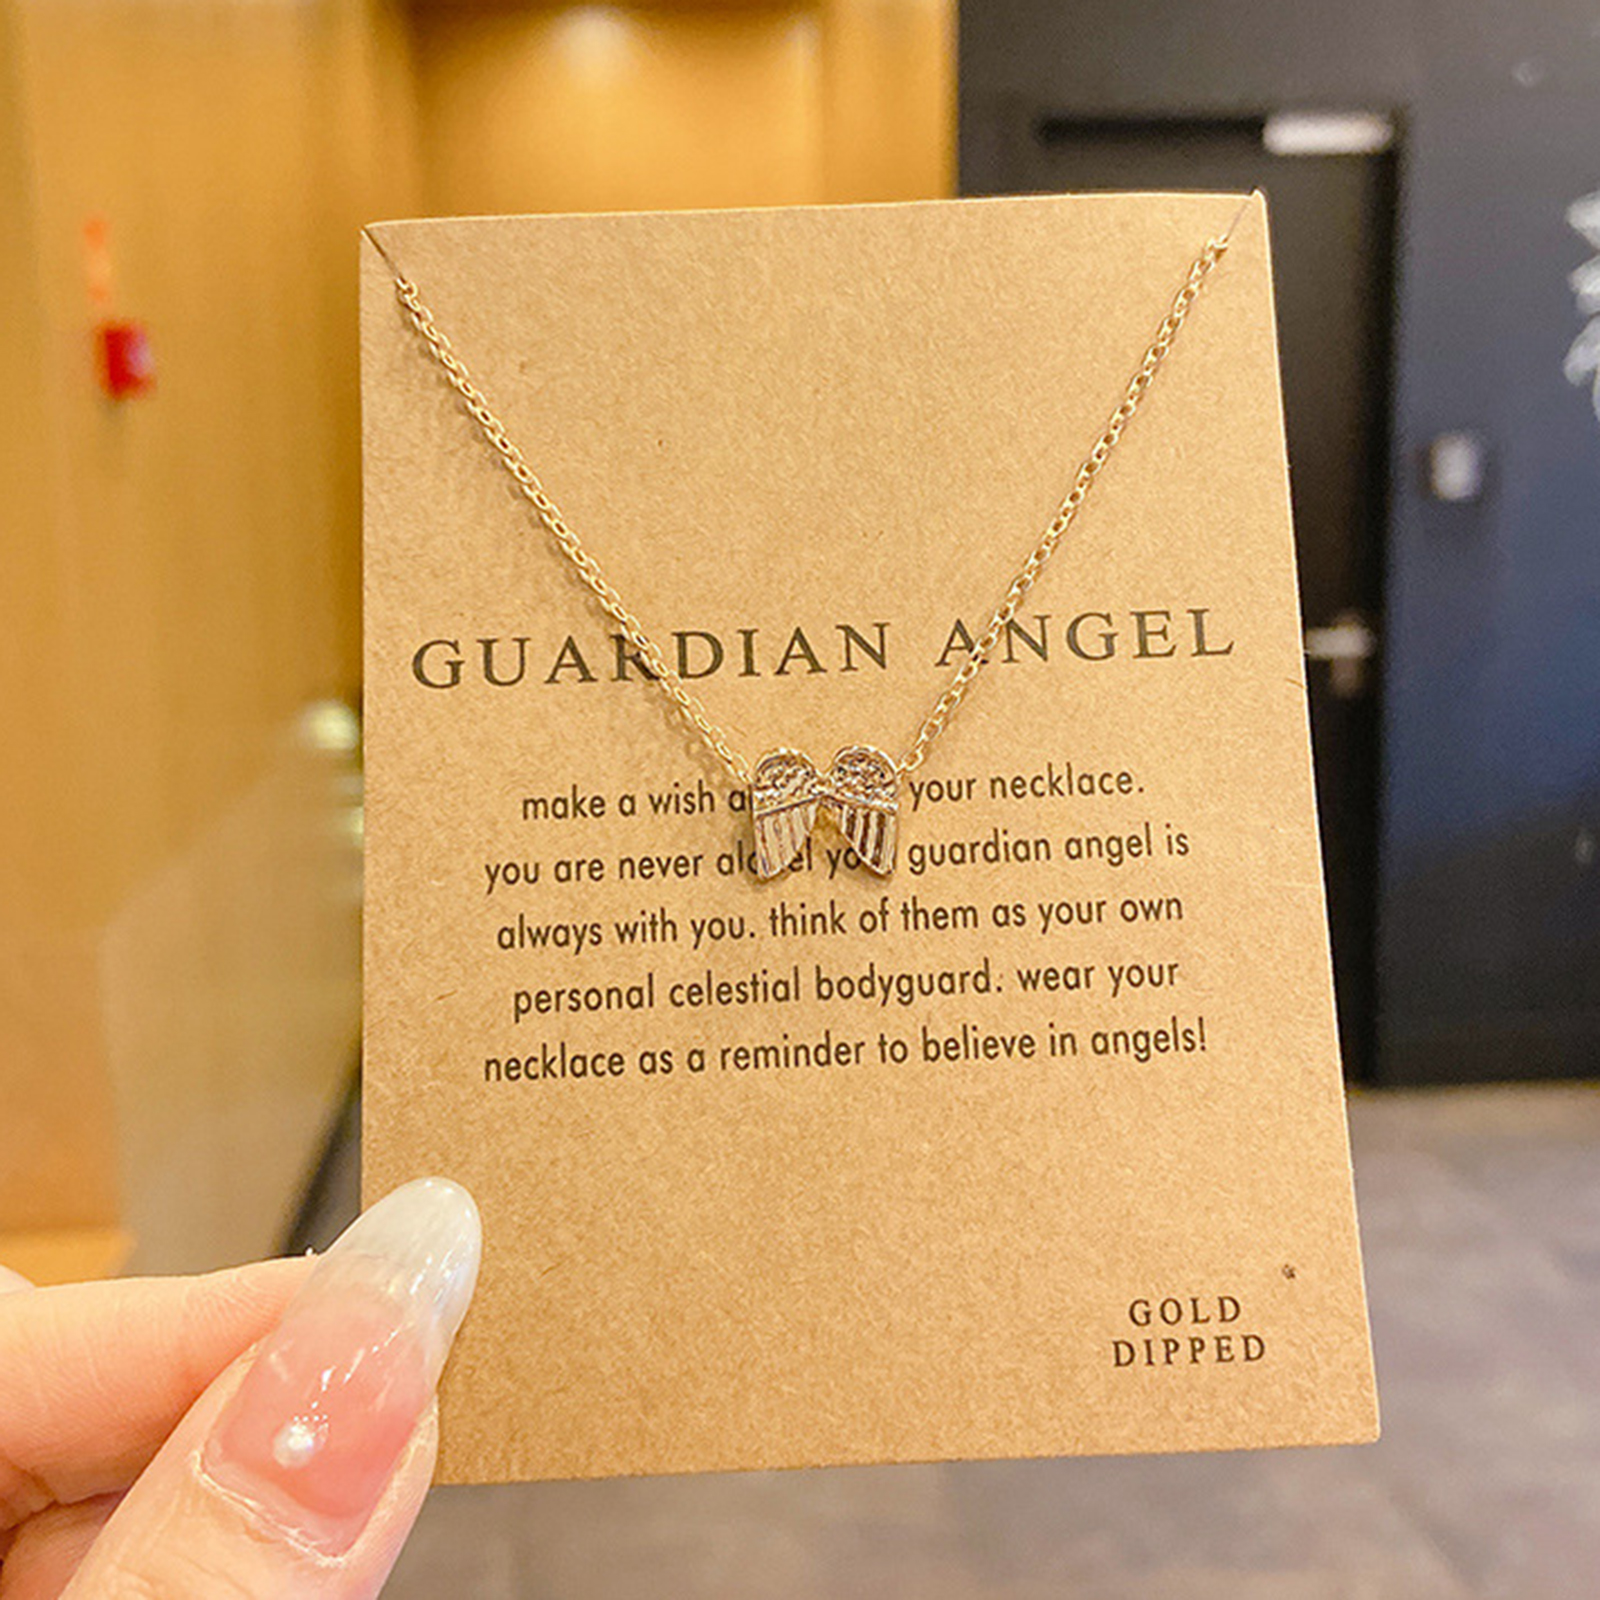 GUARDIAN ANGEL
make a wish your necklace.
you are never guardian angel is
always with you. think of them as your own
personal celestial bodyguard. wear your
necklace as a reminder to believe in angels!
GOLD
DIPPED